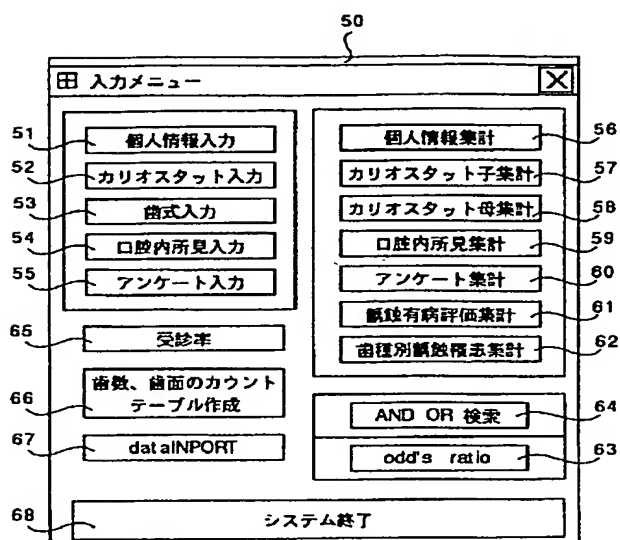 50
入力メニュー
51
個人情報入力
52
カリオスタット入力
53
歯式入力
54
口腔内所見入力
55
アンケート入力
個人情報集計
56
カリオスタット子集計
57
カリオスタット母集計
58
口腔内所見集計
59
アンケート集計
60
齲蝕有病評価集計
61
歯種別齲蝕罹患集計
62
65
受診率
66
歯数、歯面のカウント
テーブル作成
67
dataINPORT
AND OR 検索
64
odd's ratio
63
68
システム終了